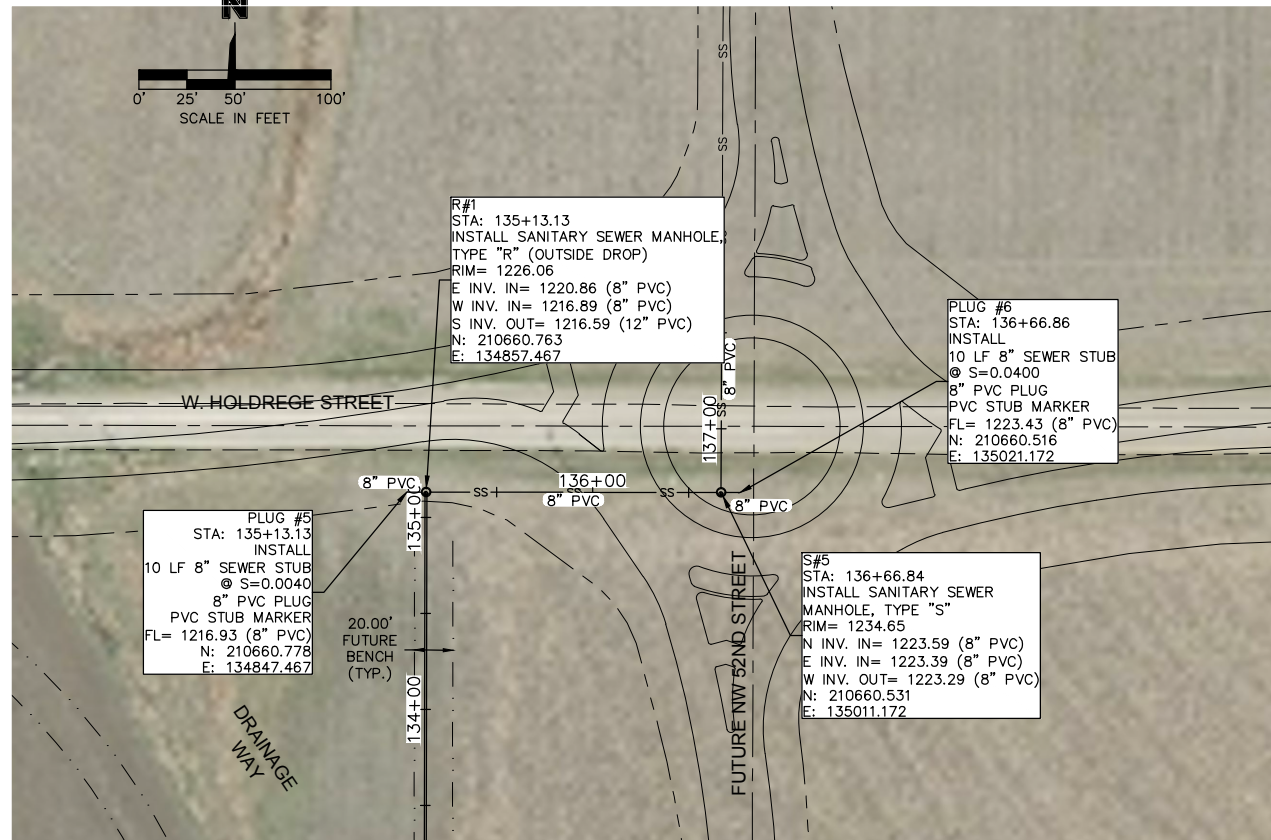 N
0' 25' 50' 100'
SCALE IN FEET
SS
SS
R#1
STA: 135+13.13
INSTALL SANITARY SEWER MANHOLE,
TYPE "R" (OUTSIDE DROP)
RIM= 1226.06
E INV. IN= 1220.86 (8" PVC)
W INV. IN= 1216.89 (8" PVC)
S INV. OUT= 1216.59 (12" PVC)
N: 210660.763
E: 134857.467
PLUG #6
STA: 136+66.86
INSTALL
10 LF 8" SEWER STUB
@ S=0.0400
8" PVC PLUG
PVC STUB MARKER
FL= 1223.43 (8" PVC)
N: 210660.516
E: 135021.172
W. HOLDREGE STREET
8" PVC
SS
137+00
8" PVC
136+00
SS
SS
SS
8" PVC
8" PVC
135+00
PLUG #5
STA: 135+13.13
INSTALL
10 LF 8" SEWER STUB
@ S=0.0040
8" PVC PLUG
PVC STUB MARKER
FL= 1216.93 (8" PVC)
N: 210660.778
E: 134847.467
20.00'
FUTURE
BENCH
(TYP.)
134+00
S#5
STA: 136+66.84
INSTALL SANITARY SEWER
MANHOLE, TYPE "S"
RIM= 1234.65
N INV. IN= 1223.59 (8" PVC)
E INV. IN= 1223.39 (8" PVC)
W INV. OUT= 1223.29 (8" PVC)
N: 210660.531
E: 135011.172
FUTURE NW 52ND STREET
DRAINAGE
WAY